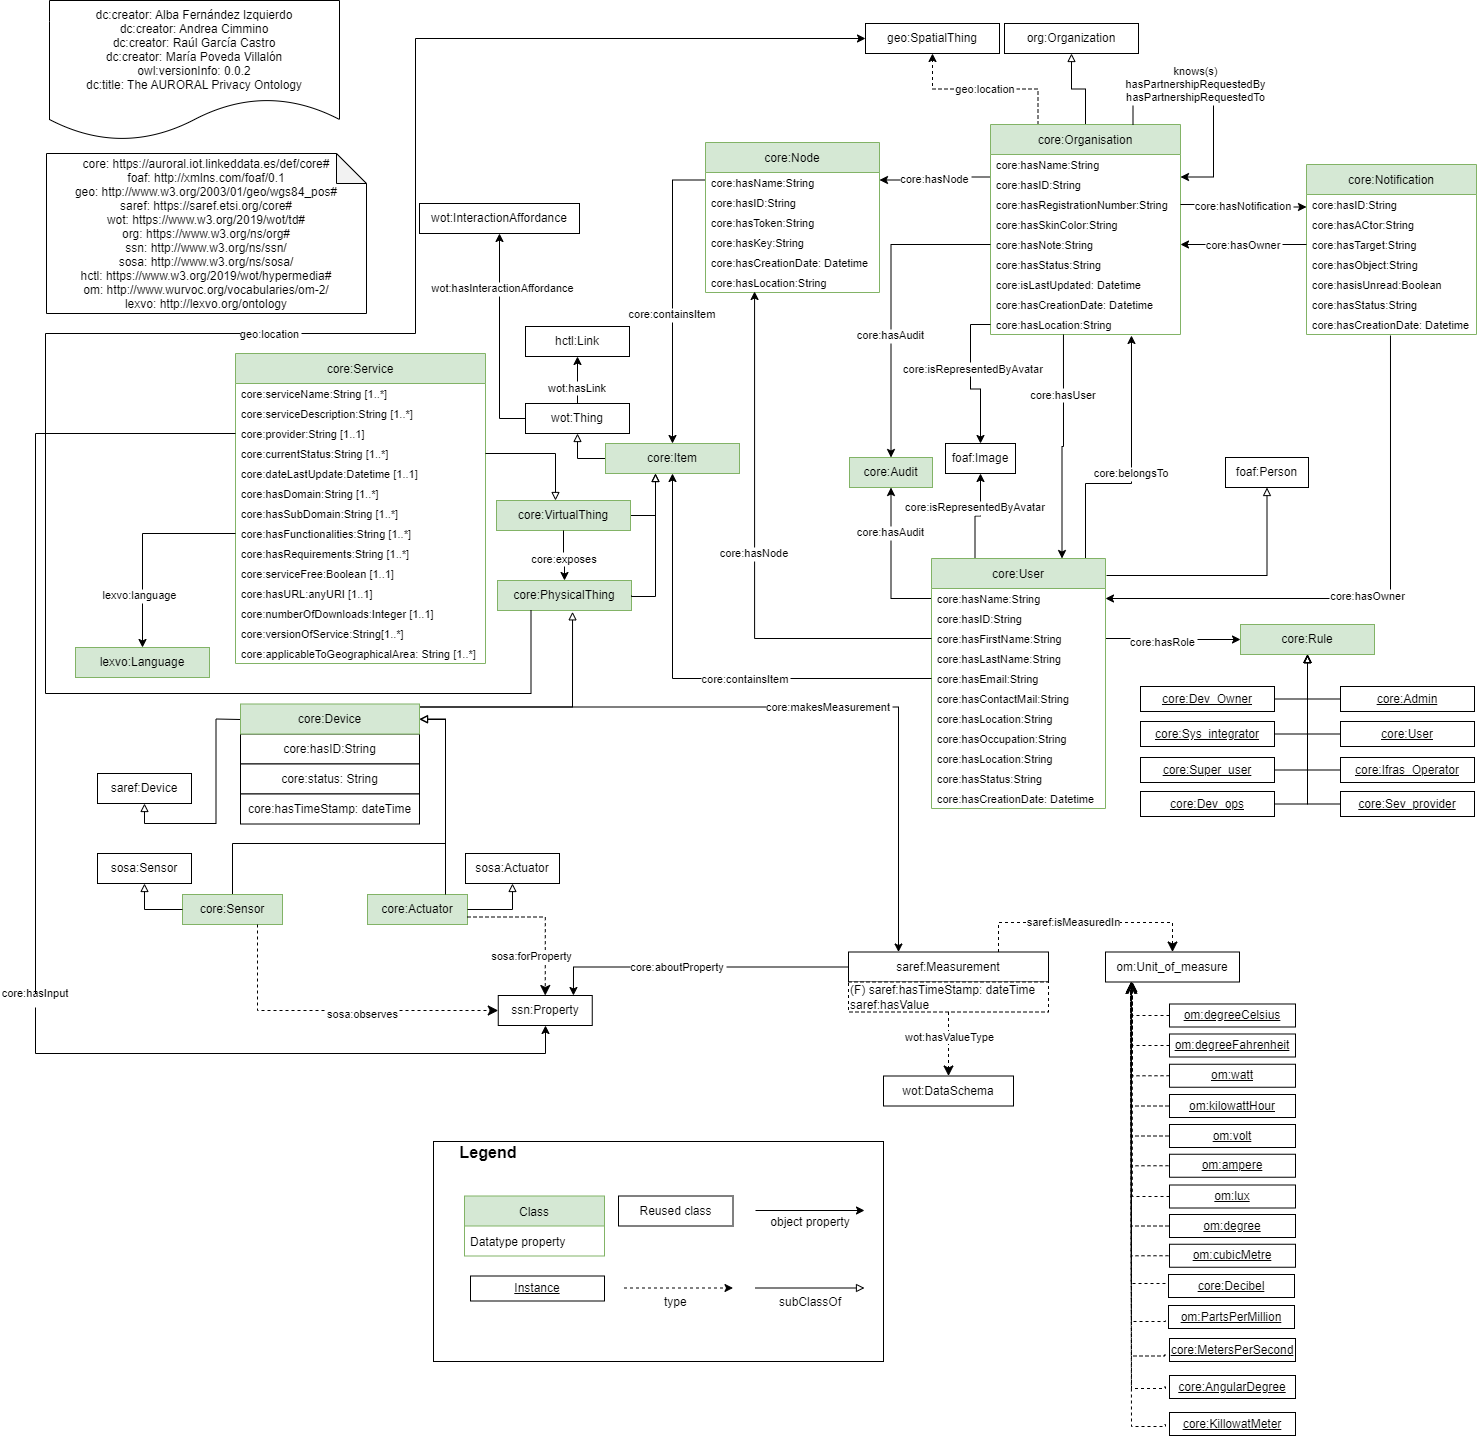 dc:creator: Alba Fernández Izquierdo
dc:creator: Andrea Cimmino
dc:creator: Raúl García Castro
dc:creator: María Poveda Villalón
owl:versionInfo: 0.0.2
dc:title: The AURORAL Privacy Ontology
core: https://auroral.iot.linkeddata.es/def/core#
foaf: http://xmlns.com/foaf/0.1
geo: http://www.w3.org/2003/01/geo/wgs84_pos#
saref: https://saref.etsi.org/core#
wot: https://www.w3.org/2019/wot/td#
org: https://www.w3.org/ns/org#
ssn: http://www.w3.org/ns/ssn/
sosa: http://www.w3.org/ns/sosa/
hctl: https://www.w3.org/2019/wot/hypermedia#
om: http://www.wurvoc.org/vocabularies/om-2/
lexvo: http://lexvo.org/ontology
geo:SpatialThing
org:Organization
geo:location
knows(s)
hasPartnershipRequestedBy
hasPartnershipRequestedTo
core:Organisation
core:hasName:String
core:hasID:String
core:hasRegistrationNumber:String
core:hasSkinColor:String
core:hasNote:String
core:hasStatus:String
core:isLastUpdated: Datetime
core:hasCreationDate: Datetime
core:hasLocation:String
core:Node
core:hasName:String
core:hasID:String
core:hasToken:String
core:hasKey:String
core:hasCreationDate: Datetime
core:hasLocation:String
core:hasNode
core:Notification
core:hasID:String
core:hasACtor:String
core:hasTarget:String
core:hasObject:String
core:hasisUnread:Boolean
core:hasStatus:String
core:hasCreationDate: Datetime
core:hasNotification
core:hasOwner
wot:InteractionAffordance
wot:hasInteractionAffordance
core:containsItem
geo:location
hctl:Link
wot:hasLink
wot:Thing
core:Item
core:hasAudit
core:isRepresentedByAvatar
core:hasUser
core:Service
core:serviceName:String [1..*]
core:serviceDescription:String [1..*]
core:provider:String [1..1]
core:currentStatus:String [1..*]
core:dateLastUpdate:Datetime [1..1]
core:hasDomain:String [1..*]
core:hasSubDomain:String [1..*]
core:hasFunctionalities:String [1..*]
core:hasRequirements:String [1..*]
core:serviceFree:Boolean [1..1]
core:hasURL:anyURI [1..1]
core:numberOfDownloads:Integer [1..1]
core:versionOfService:String[1..*]
core:applicableToGeographicalArea: String [1..*]
core:Audit
foaf:Image
core:belongsTo
foaf:Person
core:isRepresentedByAvatar
core:hasAudit
core:VirtualThing
core:exposes
core:PhysicalThing
core:hasNode
lexvo:language
lexvo:Language
core:User
core:hasName:String
core:hasID:String
core:hasFirstName:String
core:hasLastName:String
core:hasEmail:String
core:hasContactMail:String
core:hasLocation:String
core:hasOccupation:String
core:hasLocation:String
core:hasStatus:String
core:hasCreationDate: Datetime
core:hasOwner
core:hasRole
core:Rule
core:Dev_Owner
core:Admin
core:Sys_integrator
core:User
core:Super_user
core:Ifras_Operator
core:Dev_ops
core:Sev_provider
core:containsItem
core:makesMeasurement
core:Device
core:hasID:String
core:status: String
core:hasTimeStamp: dateTime
saref:Device
sosa:Sensor
sosa:Actuator
core:Sensor
core:Actuator
sosa:forProperty
core:aboutProperty
core:hasInput
sosa:observes
ssn:Property
saref:isMeasuredIn
saref:Measurement
(F) saref:hasTimeStamp: dateTime
saref:hasValue
wot:hasValueType
wot:DataSchema
om:Unit_of_measure
om:degreeCelsius
om:degreeFahrenheit
om:watt
om:kilowattHour
om:volt
om:ampere
om:lux
om:degree
om:cubicMetre
core:Decibel
om:PartsPerMillion
core:MetersPerSecond
core:AngularDegree
core:KillowatMeter
Legend
Class
Datatype property
Reused class
object property
Instance
type
subClassOf